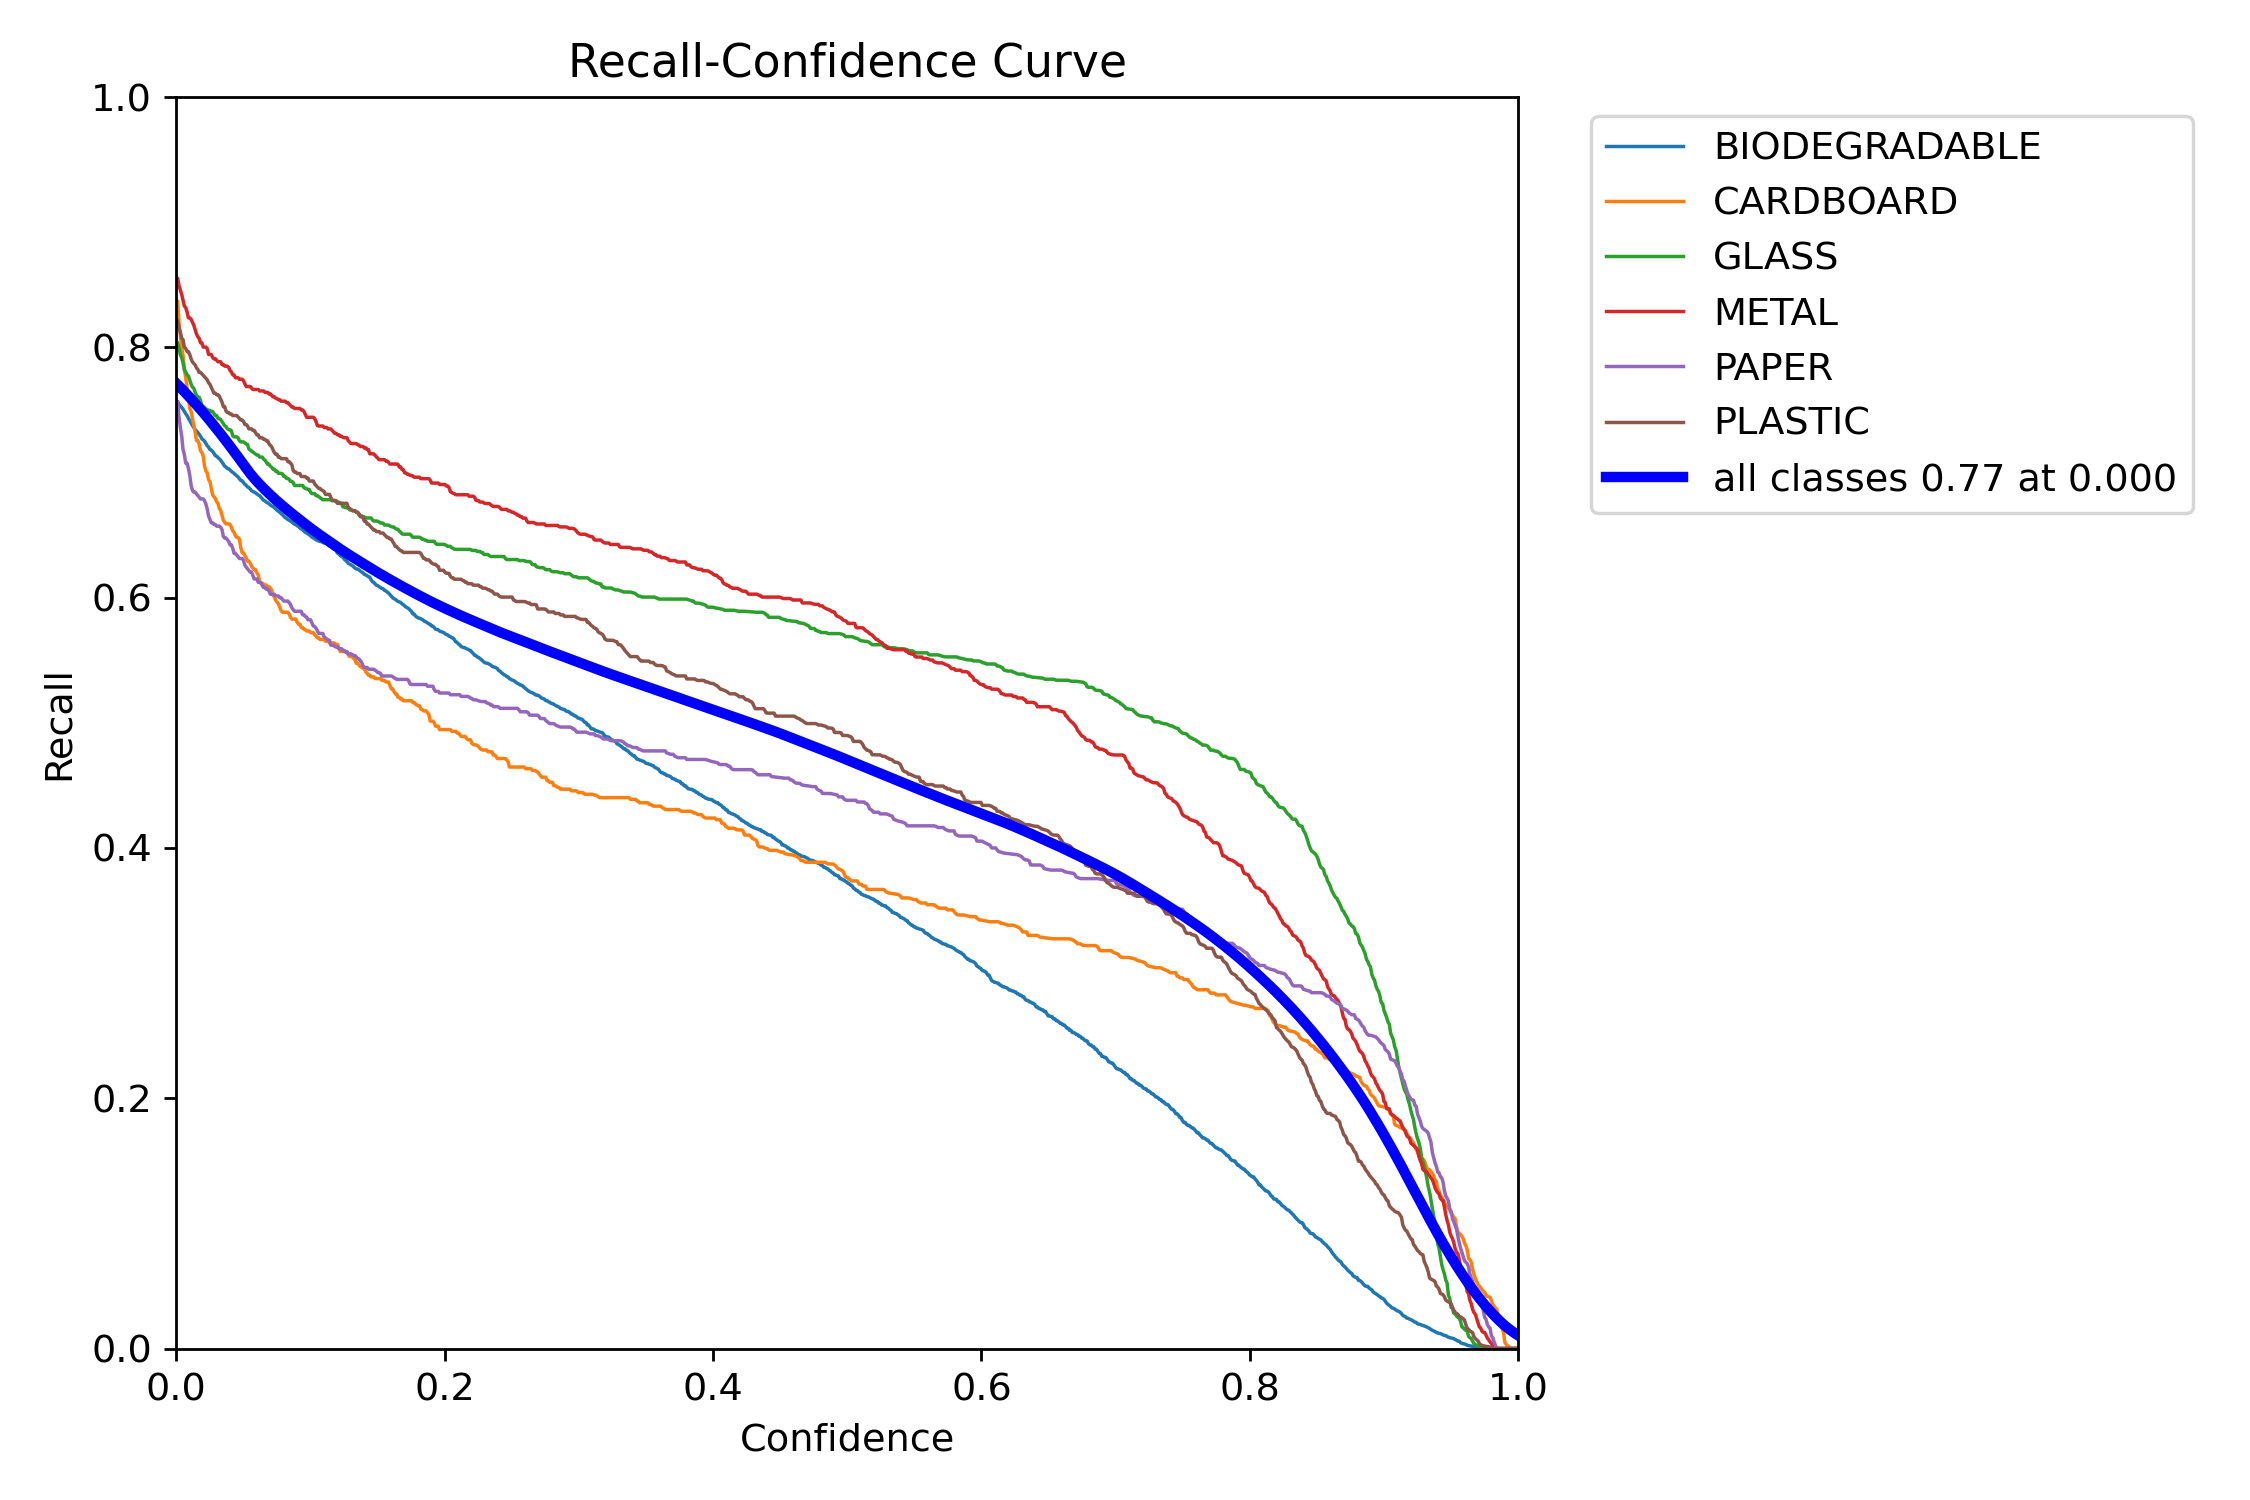 Recall-Confidence Curve
1.0
0.8
0.6
0.4
0.2
0.0
Recall
0.0 0.2 0.4 0.6 0.8 1.0
Confidence
BIODEGRADABLE
CARDBOARD
GLASS
METAL
PAPER
PLASTIC
all classes 0.77 at 0.000